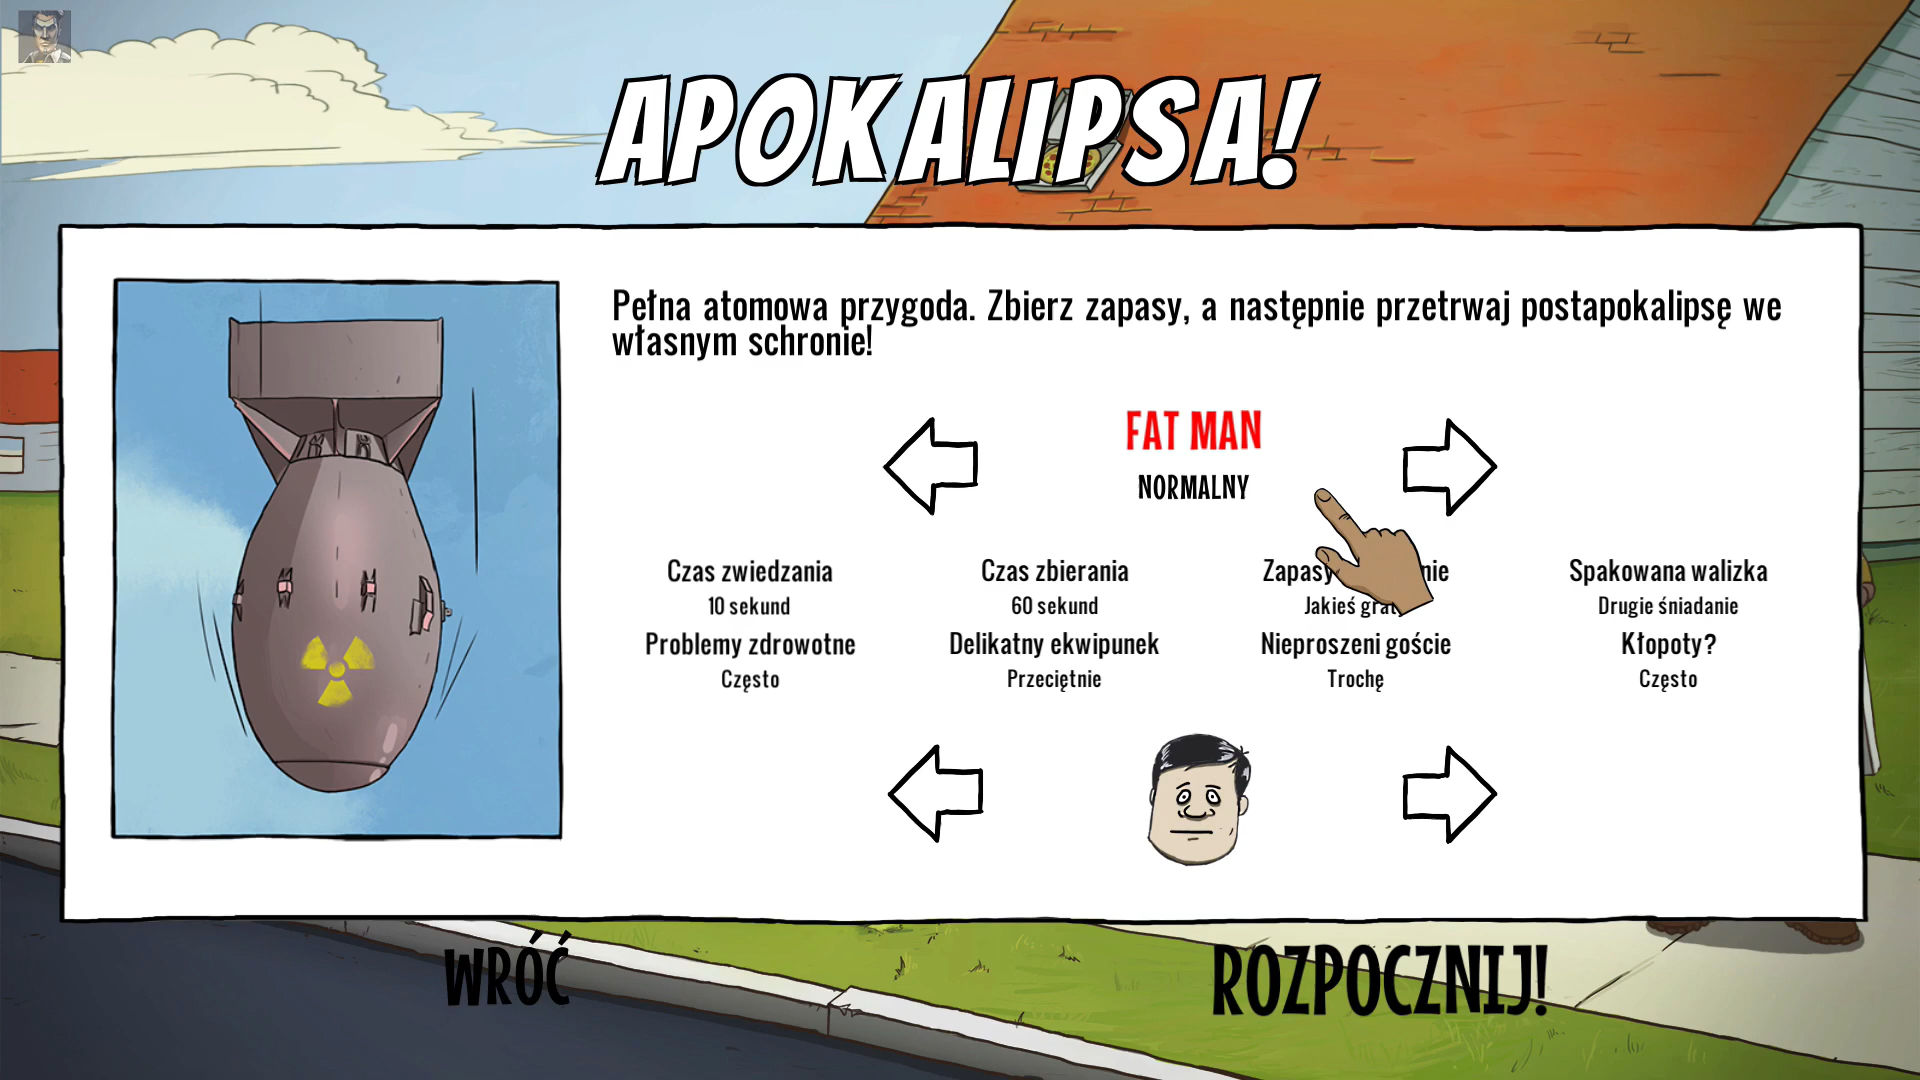 APOKALIPSA!
Pełna atomowa przygoda. Zbierz zapasy, a następnie przetrwaj postapokalipsę we
własnym schronie!
FAT MAN
NORMALNY
Czas zwiedzania
10 sekund
Czas zbierania
60 sekund
Zapasy
Jakieś
Spakowana walizka
Drugie śniadanie
Problemy zdrowotne
Często
Delikatny ekwipunek
Przeciętnie
Nieproszeni goście
Trochę
Kłopoty?
Często
WRÓĆ
ROZPOCZNIJ!